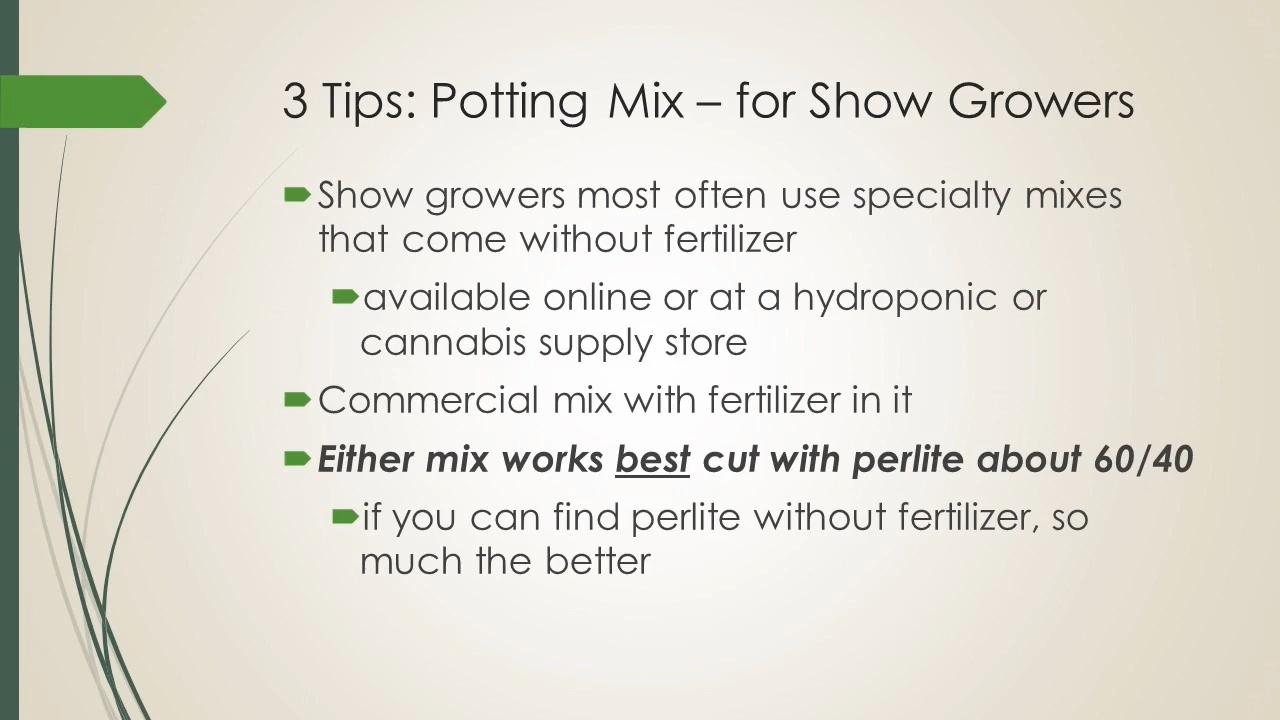 3 Tips: Potting Mix – for Show Growers
Show growers most often use specialty mixes
that come without fertilizer
available online or at a hydroponic or
cannabis supply store
Commercial mix with fertilizer in it
Either mix works best cut with perlite about 60/40
if you can find perlite without fertilizer, so
much the better